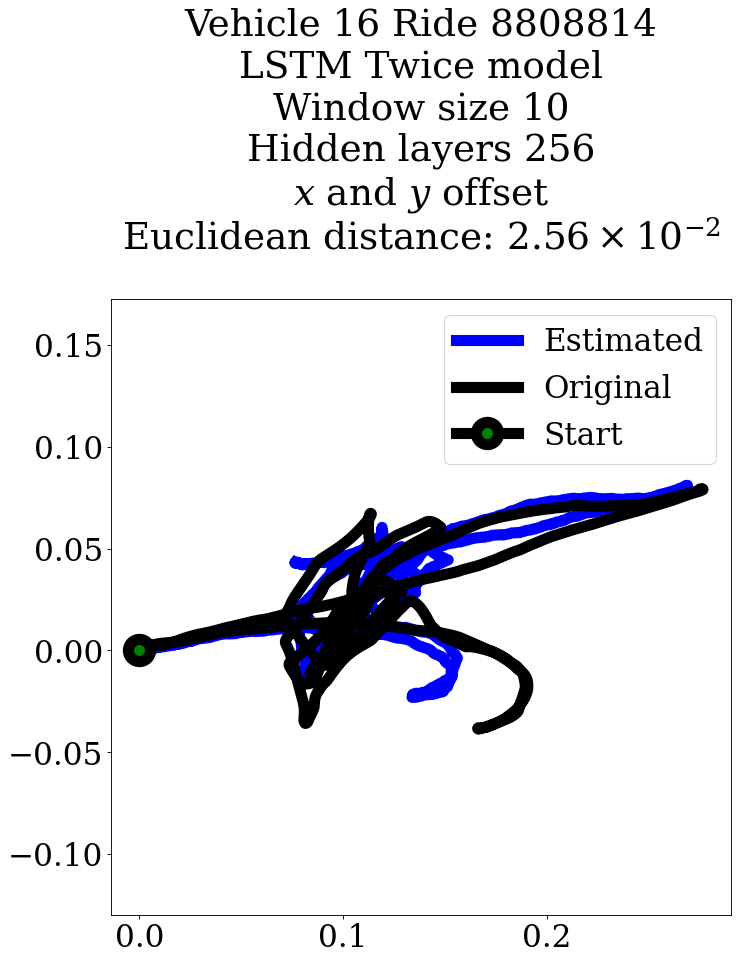 Vehicle 16 Ride 8808814
LSTM Twice model
Window size 10
Hidden layers 256
x and y offset
Euclidean distance: 2.56 × 10⁻²
Estimated
Original
Start
0.15
0.10
0.05
0.00
−0.05
−0.10
0.0 0.1 0.2